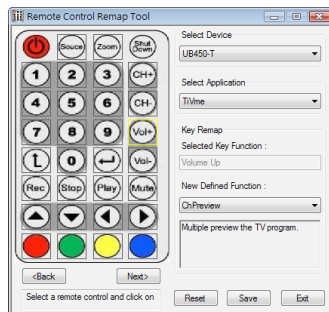 Remote Control Remap Tool
Souce Zoom Shut Down
1 2 3 CH+
4 5 6 CH-
7 8 9 Vol+
0 Vol-
Rec Stop Play Mute
<Back Next>
Select a remote control and click on
Select Device
UB450-T
Select Application
TiVme
Key Remap
Selected Key Function :
Volume Up
New Defined Function :
ChPreview
Multiple preview the TV program.
Reset Save Exit